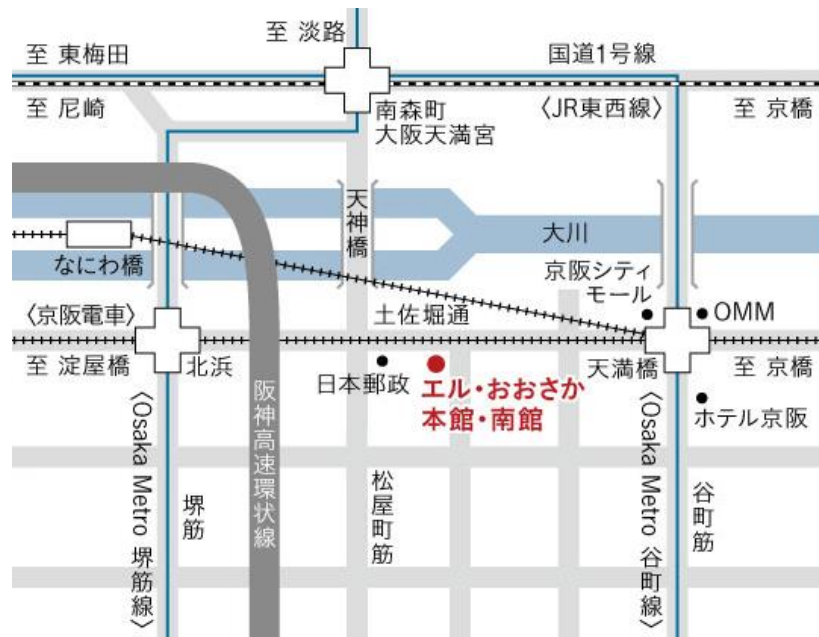 至 淡路
至 東梅田
国道1号線
至 尼崎
南森町
大阪天満宮
〈JR東西線〉
至 京橋
天神橋
大川
なにわ橋
京阪シティ
モール
〈京阪電車〉
土佐堀通
OMM
至 淀屋橋
北浜
日本郵政
エル・おおさか
本館・南館
天満橋
至 京橋
ホテル京阪
阪神高速環状線
〈Osaka Metro 堺筋線〉
堺筋
松屋町筋
〈Osaka Metro 谷町線〉
谷町筋